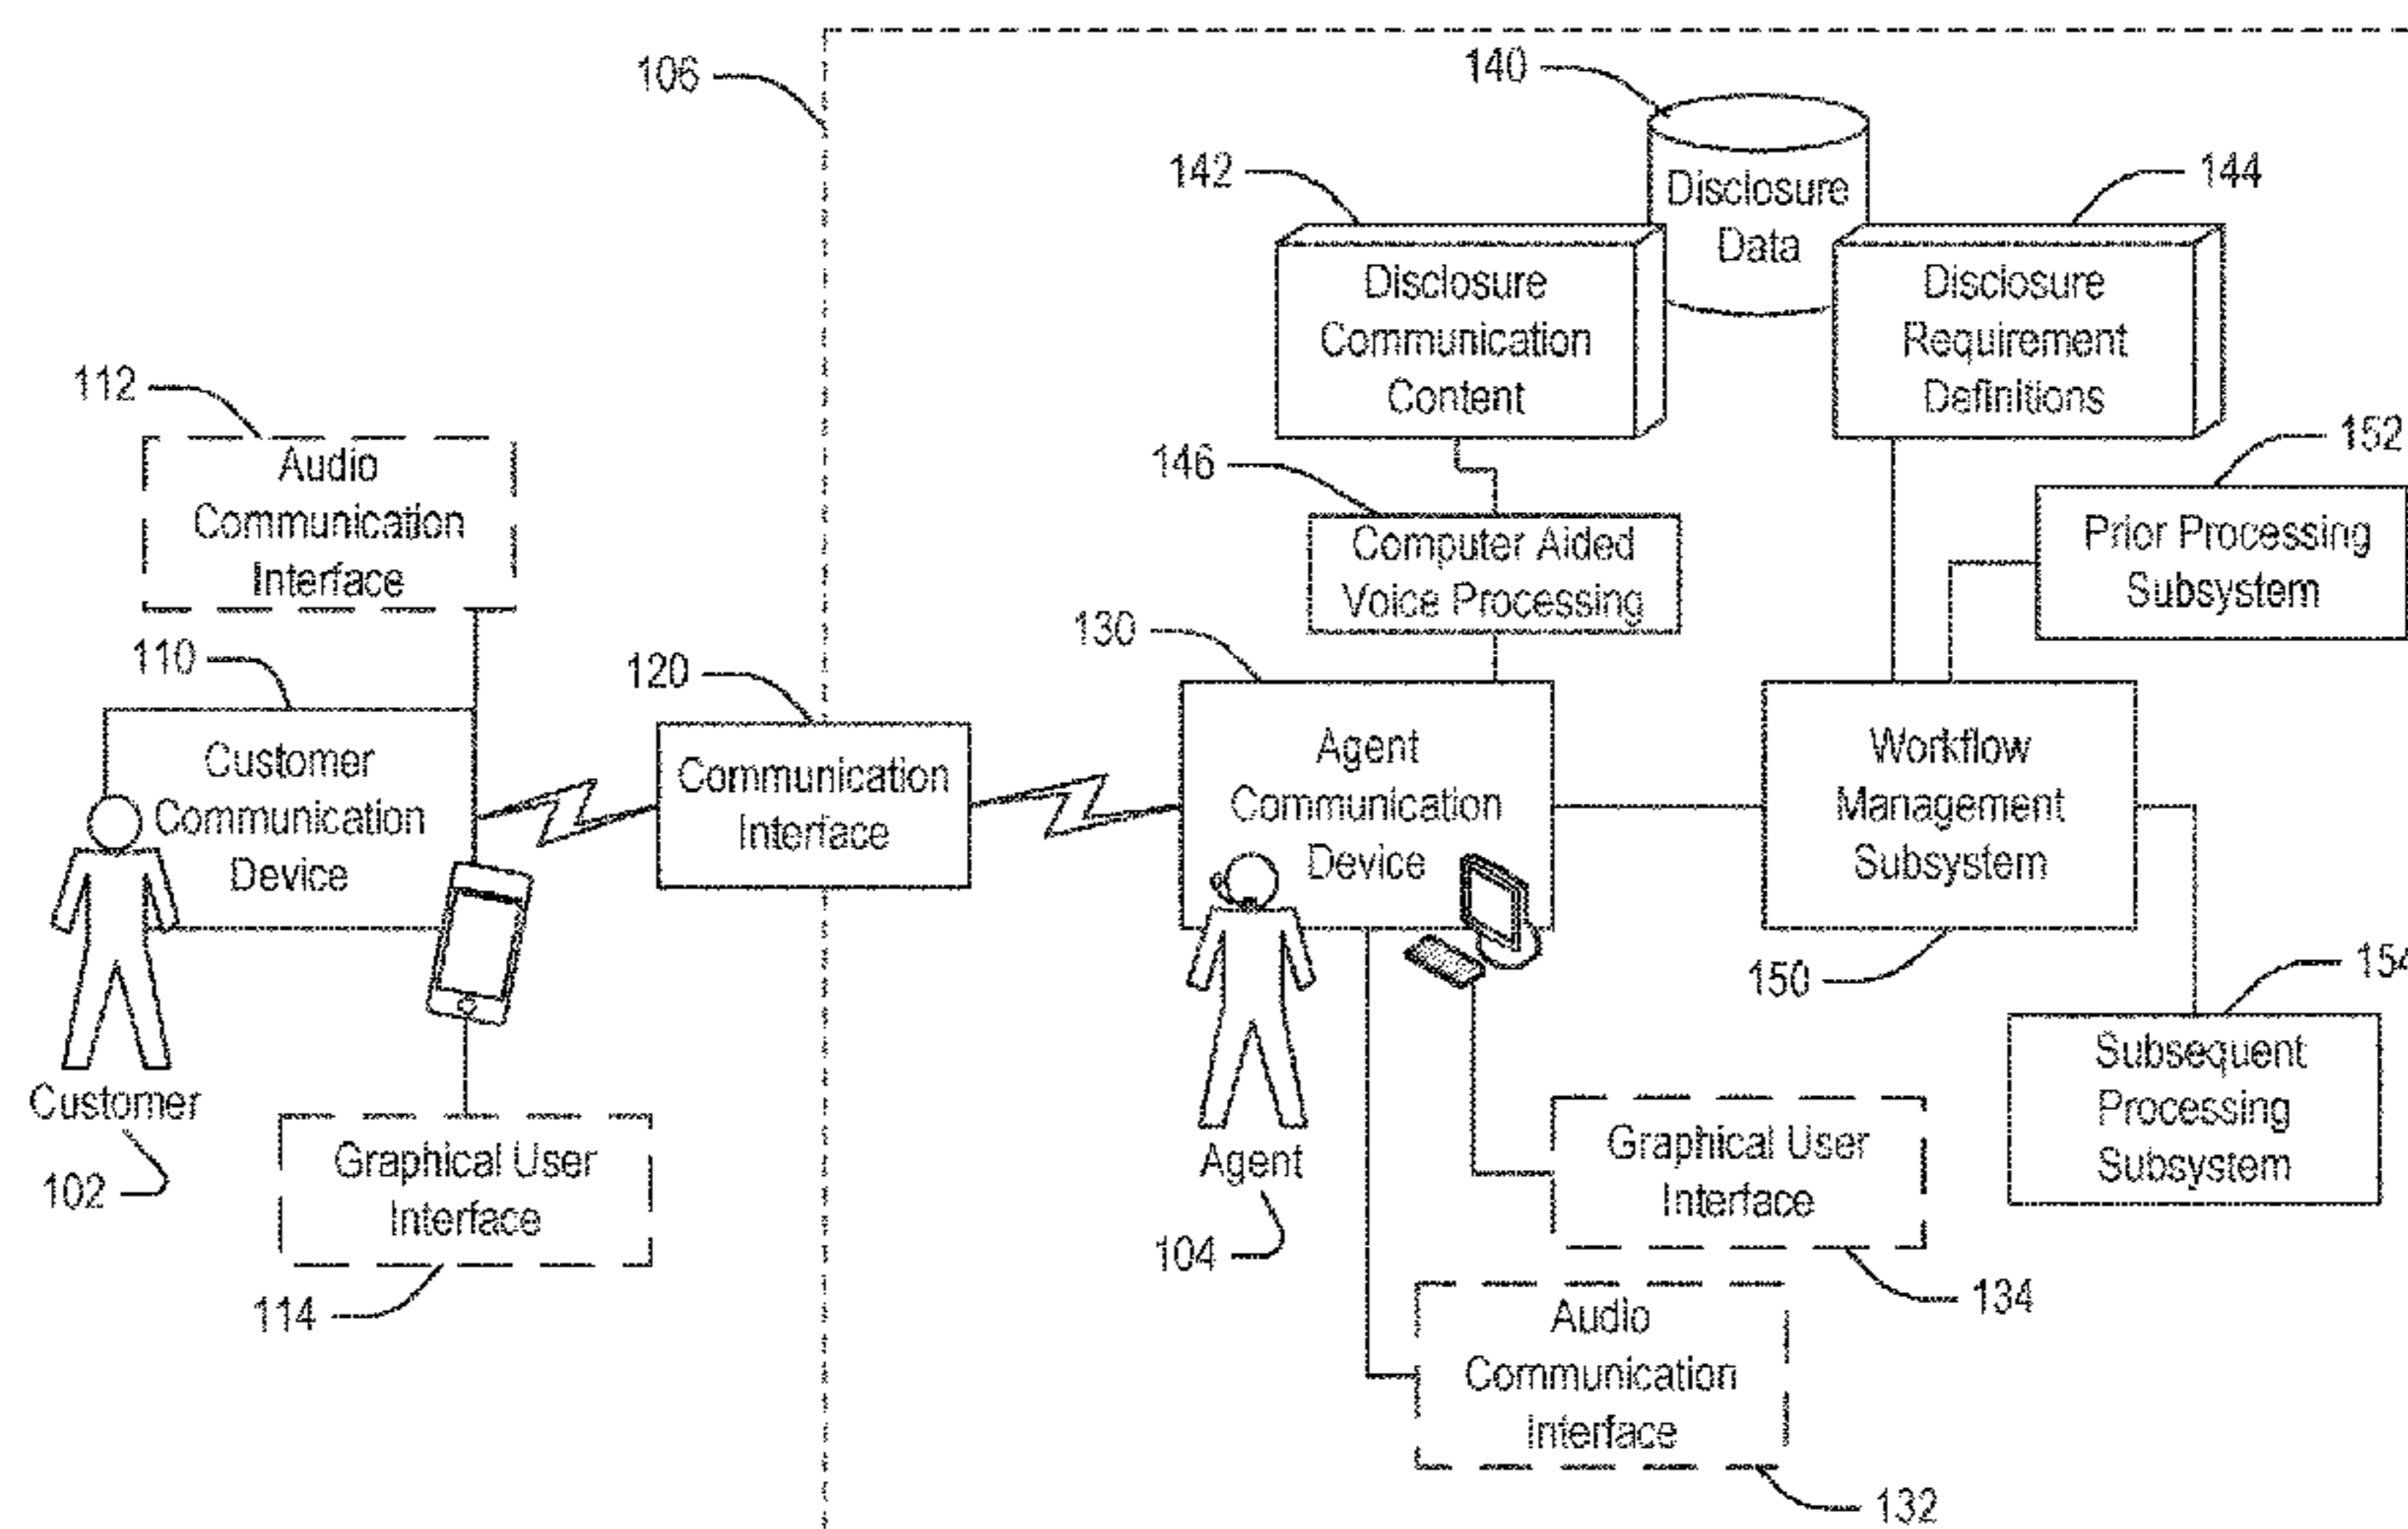 106
140
142
Disclosure
Data
144
Disclosure
Communication
Content
Disclosure
Requirement
Definitions
112
Audio
Communication
Interface
146
Computer Aided
Voice Processing
152
Prior Processing
Subsystem
110
Customer
Communication
Device
120
Communication
Interface
130
Agent
Communication
Device
Workflow
Management
Subsystem
150
154
Subsequent
Processing
Subsystem
Customer
102
Graphical User
Interface
114
Agent
104
Graphical User
Interface
134
Audio
Communication
Interface
132